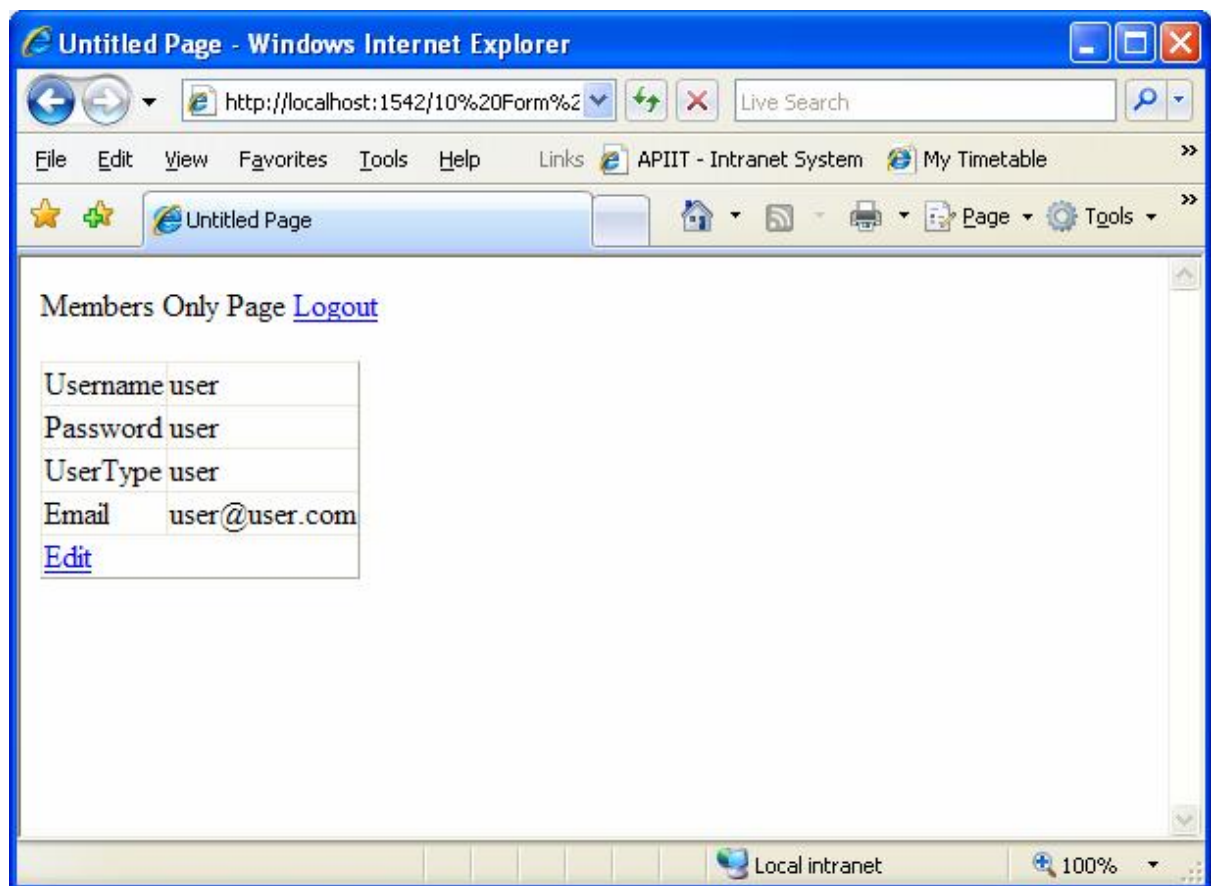 Untitled Page - Windows Internet Explorer
http://localhost:1542/10%20Form%2
Live Search
File Edit View Favorites Tools Help Links APIIT - Intranet System My Timetable »
Untitled Page Page Tools »
Members Only Page Logout
Username user
Password user
UserType user
Email user@user.com
Edit
Local intranet 100%